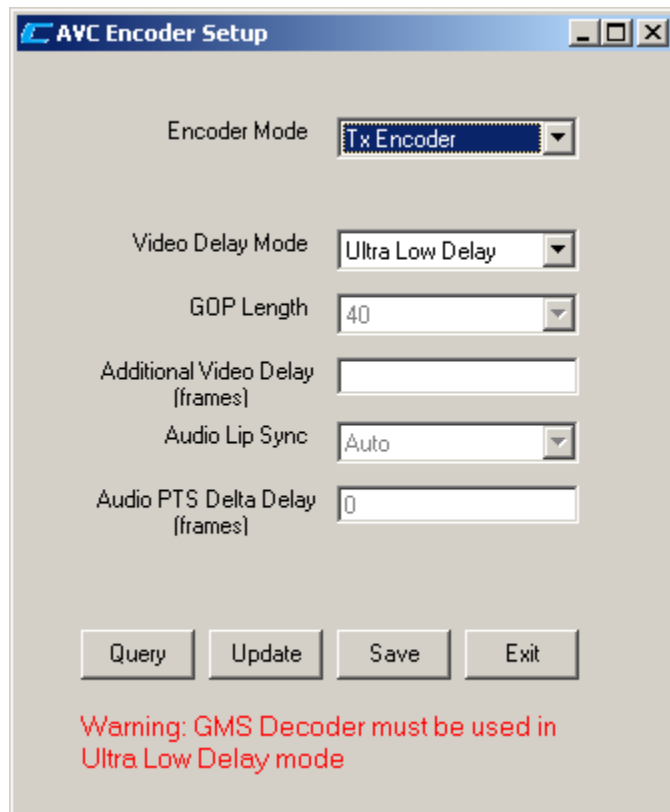 AVC Encoder Setup
Encoder Mode
Tx Encoder
Video Delay Mode
Ultra Low Delay
GOP Length
40
Additional Video Delay
(frames)
Audio Lip Sync
Auto
Audio PTS Delta Delay
(frames)
0
Query Update Save Exit
Warning: GMS Decoder must be used in
Ultra Low Delay mode